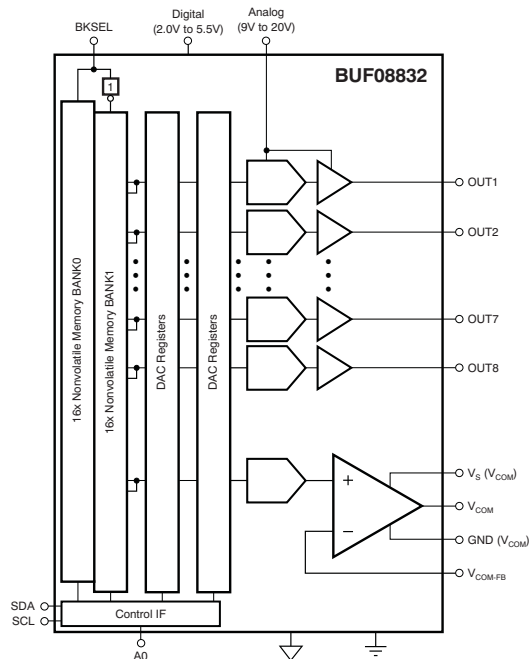 BKSEL
Digital
(2.0V to 5.5V)
Analog
(9V to 20V)
BUF08832
1
16x Nonvolatile Memory BANK0
16x Nonvolatile Memory BANK1
DAC Registers
DAC Registers
OUT1
OUT2
OUT7
OUT8
+
−
VS (VCOM)
VCOM
GND (VCOM)
VCOM-FB
SDA
SCL
Control IF
A0